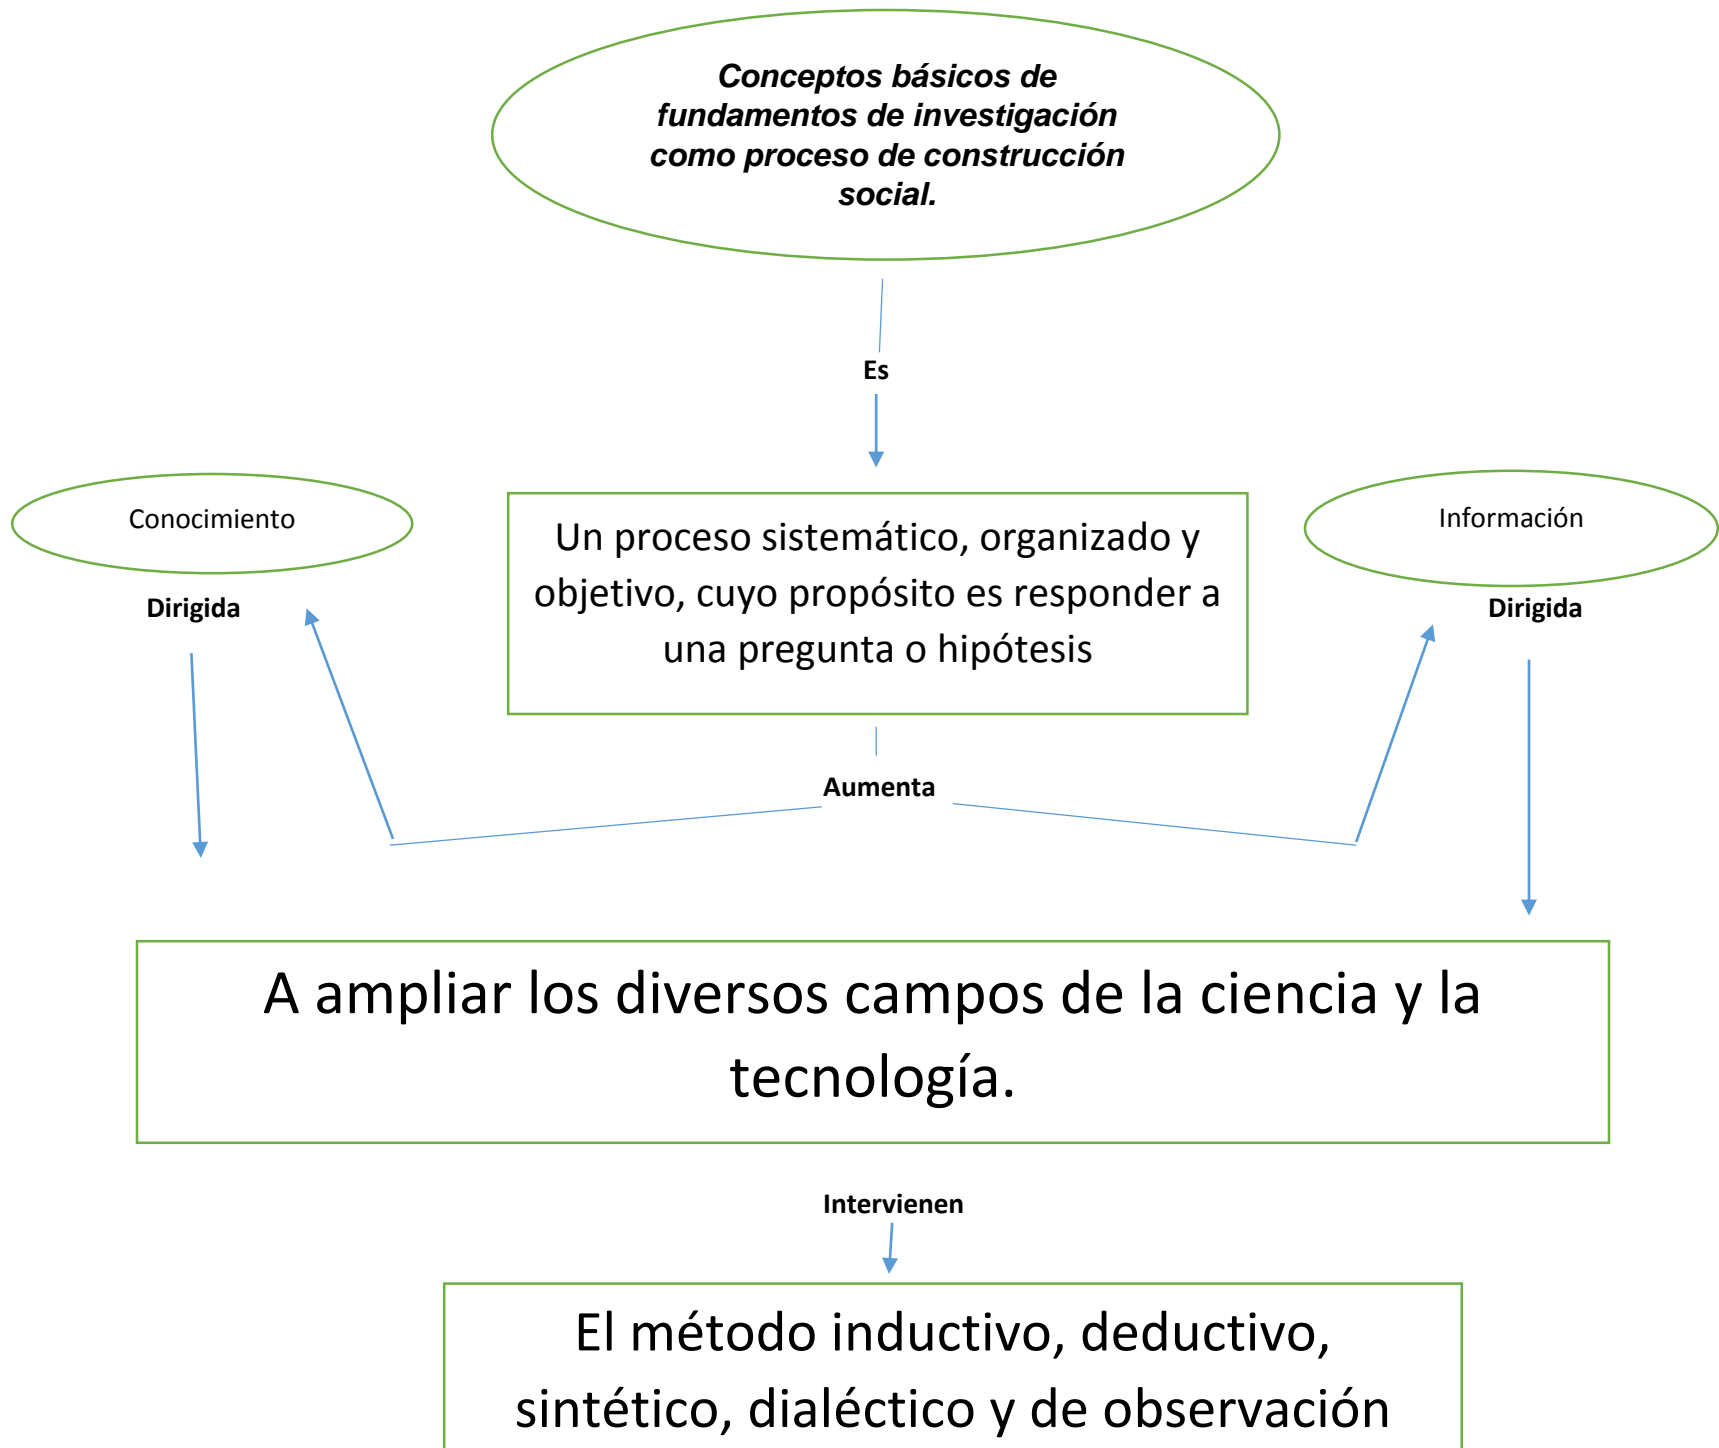 Conceptos básicos de
fundamentos de investigación
como proceso de construcción
social.
Es
Conocimiento
Información
Un proceso sistemático, organizado y
objetivo, cuyo propósito es responder a
una pregunta o hipótesis
Dirigida
Dirigida
Aumenta
A ampliar los diversos campos de la ciencia y la
tecnología.
Intervienen
El método inductivo, deductivo,
sintético, dialéctico y de observación